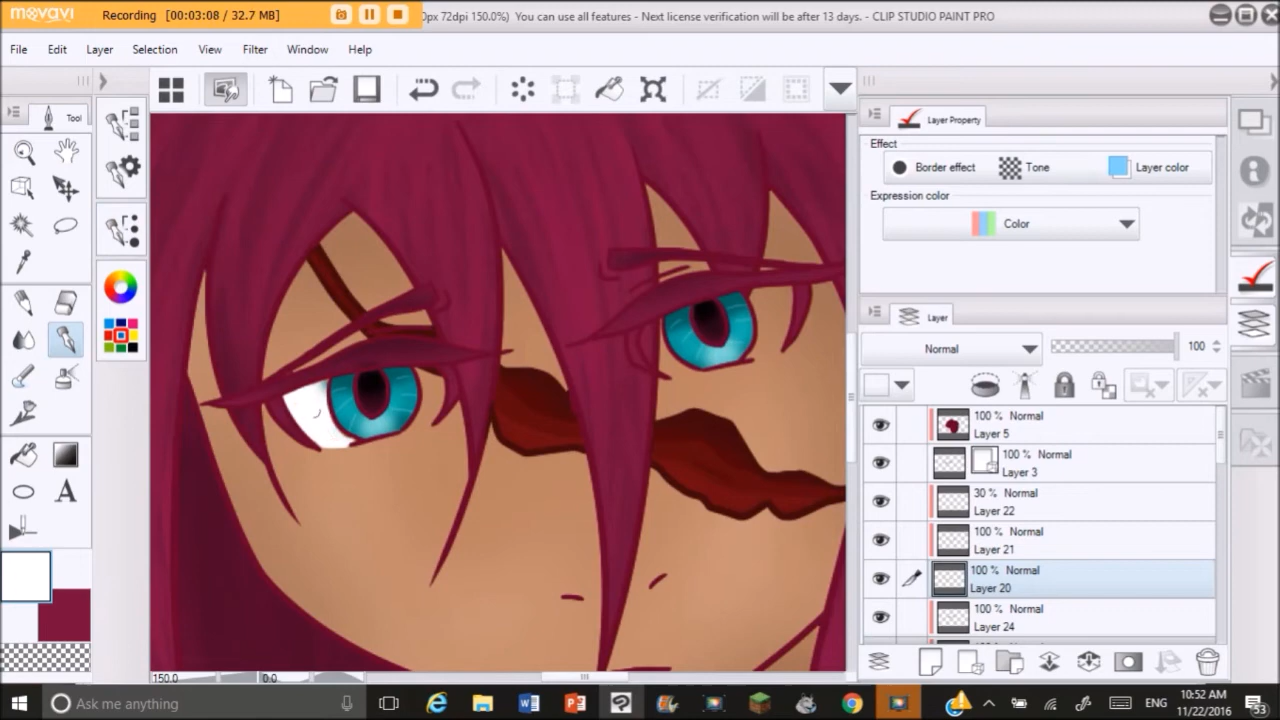 movavi
Recording [00:03:08 / 32.7 MB]
0px 72dpi 150.0%) You can use all features - Next license verification will be after 13 days. - CLIP STUDIO PAINT PRO
File Edit Layer Selection View Filter Window Help
Tool
A
Layer Property
Effect
Border effect Tone Layer color
Expression color
Color
Layer
Normal 100
100 % Normal
Layer 5
100 % Normal
Layer 3
30 % Normal
Layer 22
100 % Normal
Layer 21
100 % Normal
Layer 20
100 % Normal
Layer 24
150.0 0.0
Ask me anything
ENG
10:52 AM
11/22/2016
53